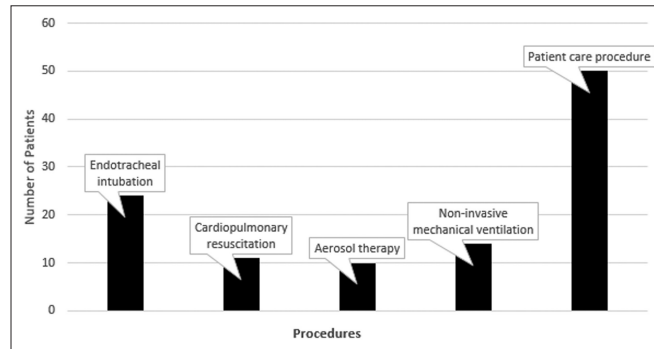 60
50
40
30
20
10
0
Number of Patients
Endotracheal
intubation
Cardiopulmonary
resuscitation
Aerosol therapy
Non-invasive
mechanical ventilation
Patient care procedure
Procedures